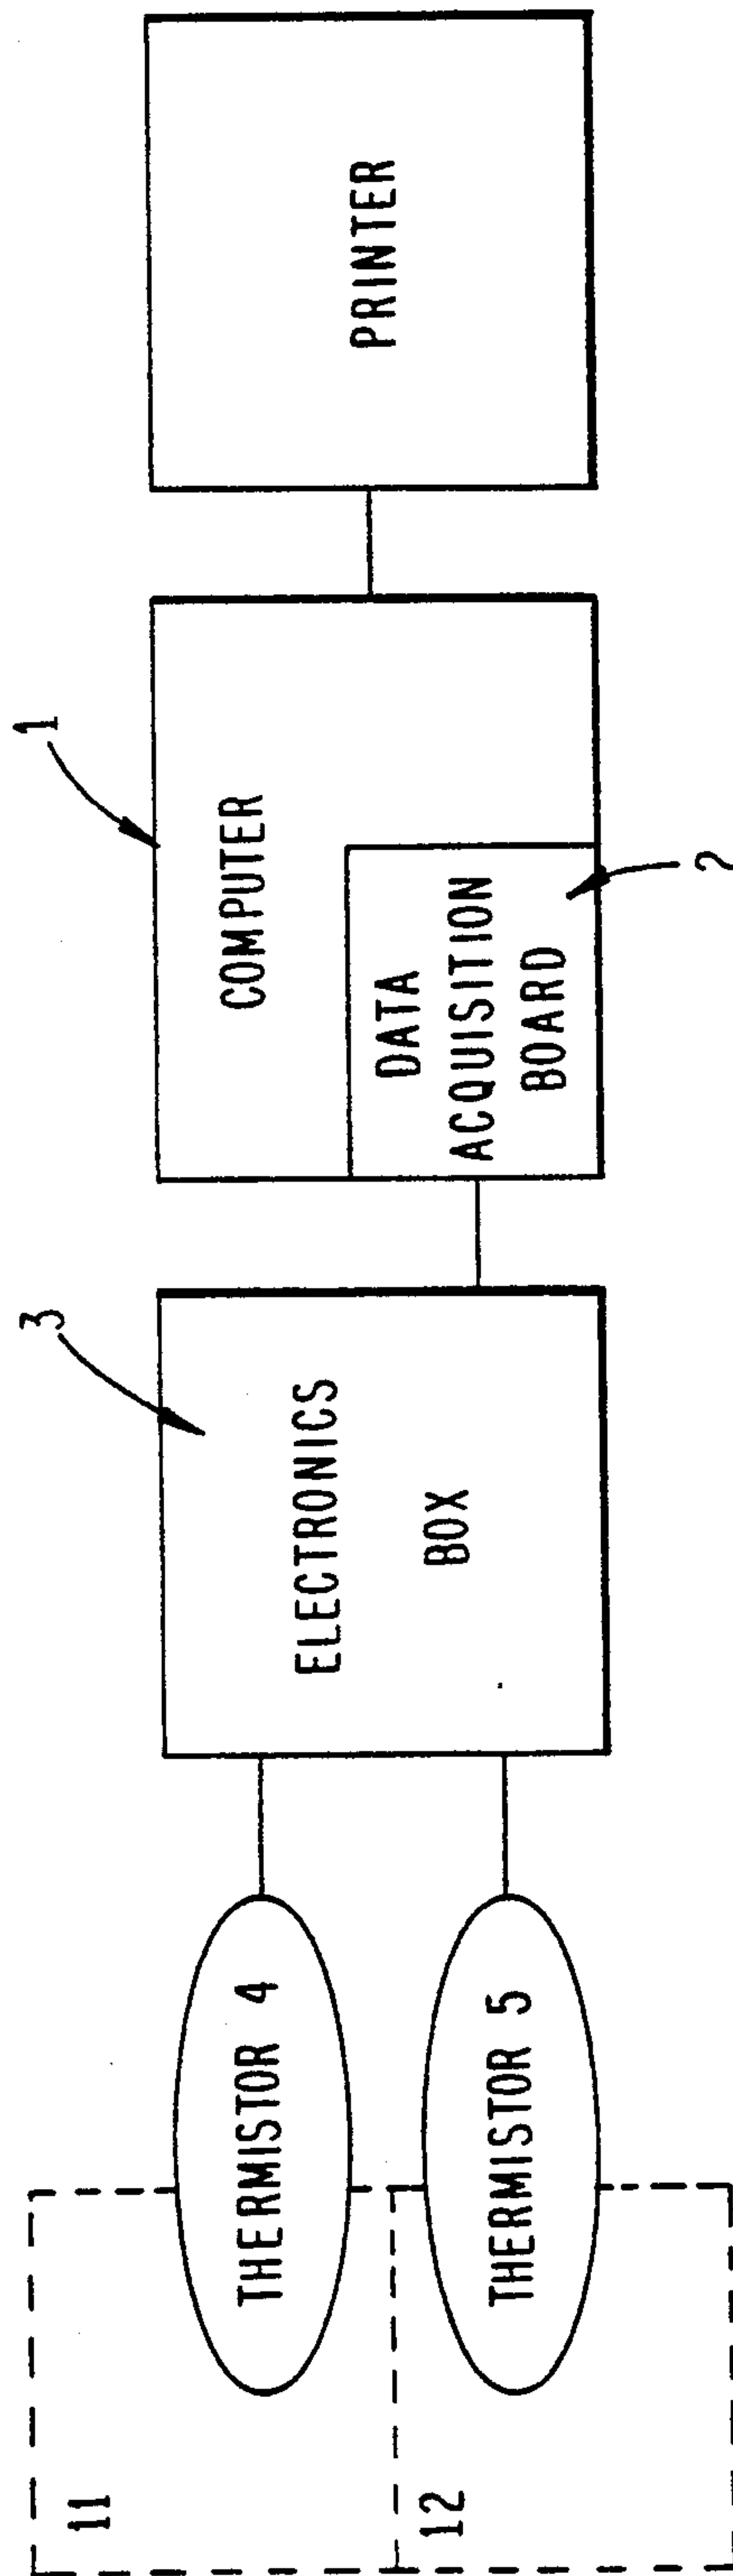 11
12
THERMISTOR 4
THERMISTOR 5
3
ELECTRONICS
BOX
1
COMPUTER
DATA
ACQUISITION
BOARD
2
PRINTER